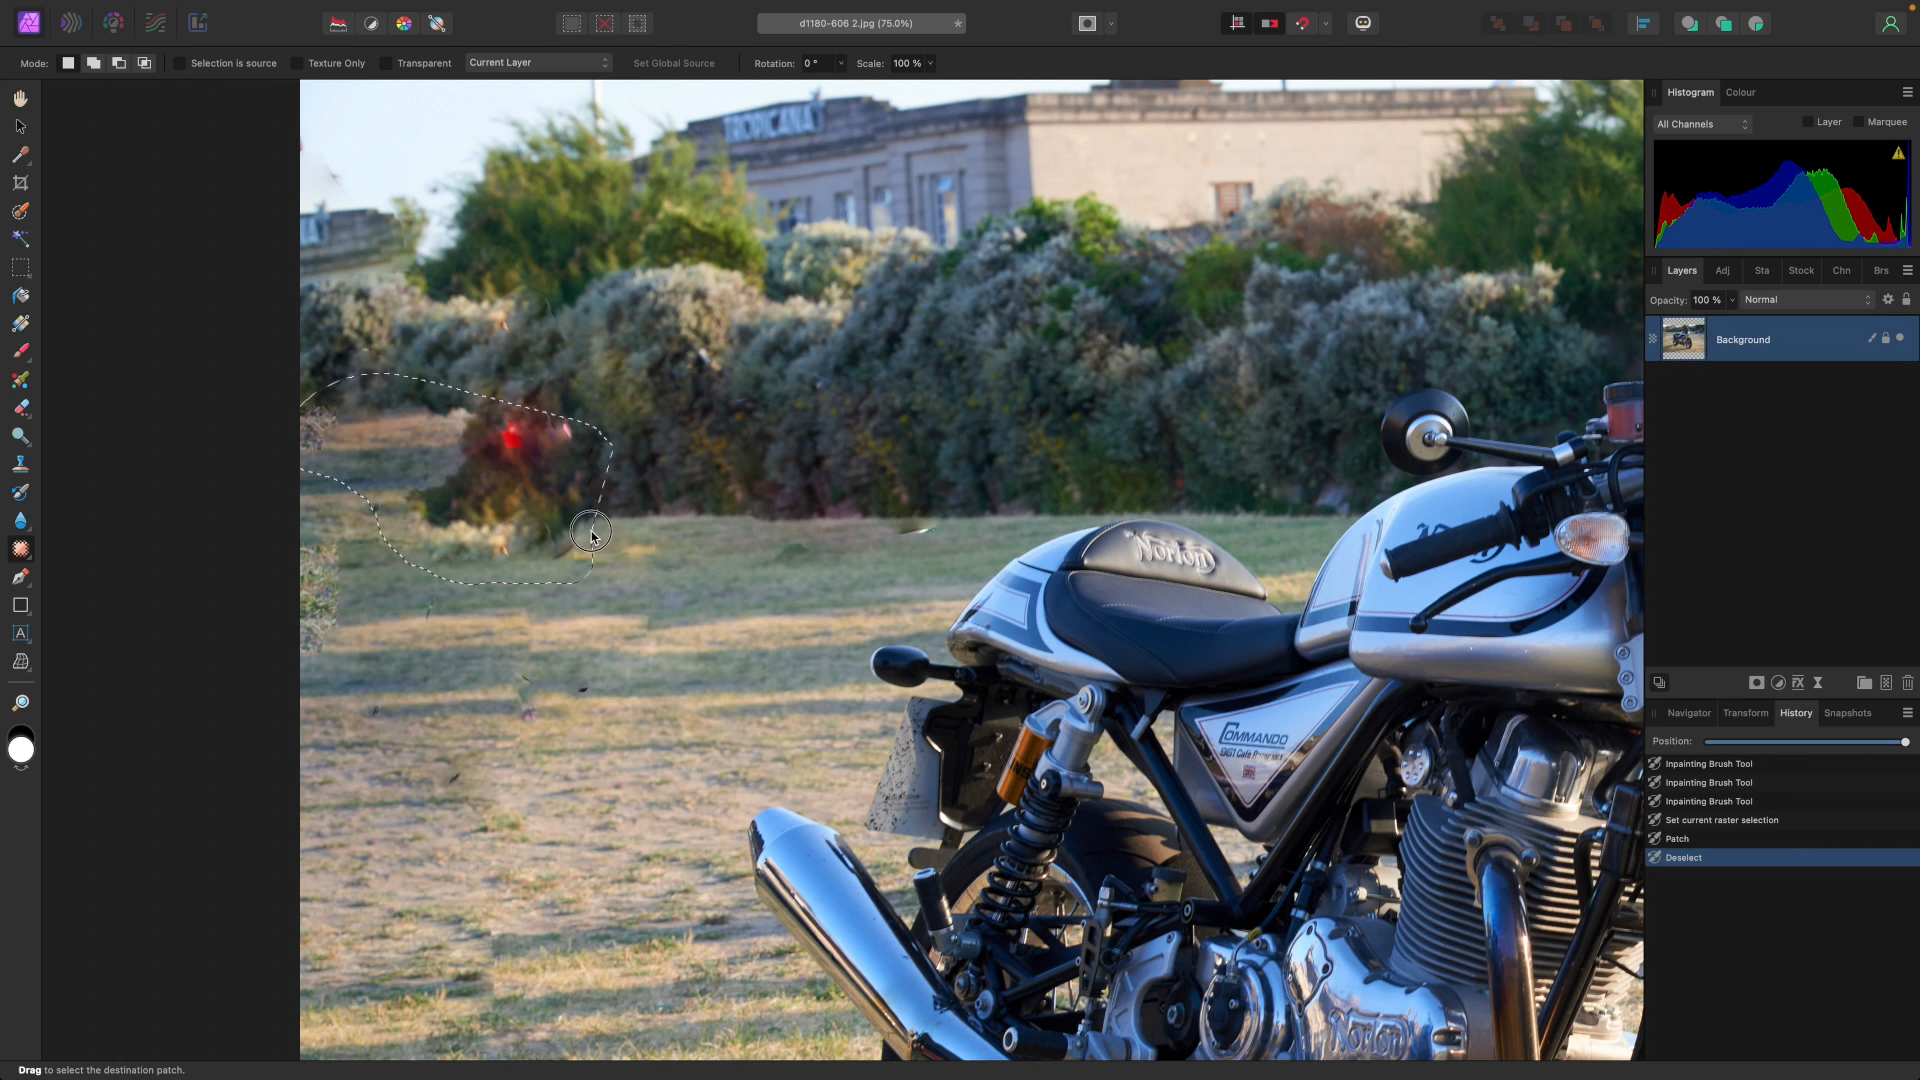 d1180-606 2.jpg (75.0%)
*
Mode:
Selection is source
Texture Only
Transparent
Current Layer
Set Global Source
Rotation: 0 °
Scale: 100 %
Histogram
Colour
All Channels
Layer
Marquee
Layers
Adj
Sta
Stock
Chn
Brs
Opacity: 100 %
Normal
Background
Navigator
Transform
History
Snapshots
Position:
Inpainting Brush Tool
Inpainting Brush Tool
Inpainting Brush Tool
Set current raster selection
Patch
Deselect
TROPICANA
Norton
COMMANDO
961 Café Racer
Norton
A
Drag to select the destination patch.